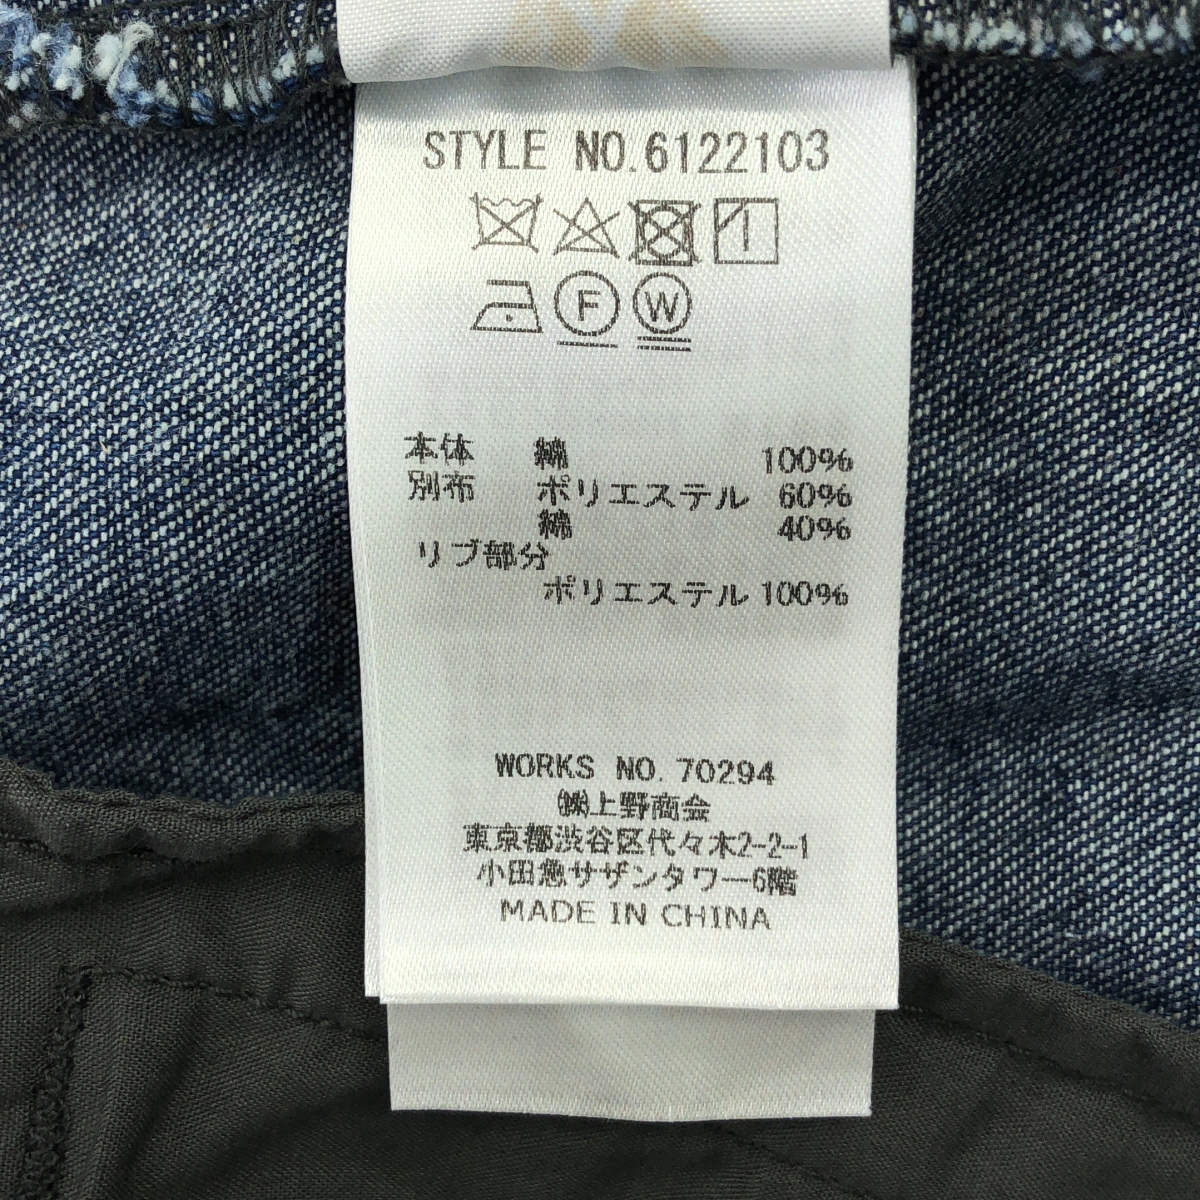 STYLE NO.6122103
F W
本体 綿 100%
別布 ポリエステル 60%
綿 40%
リブ部分
ポリエステル 100%
WORKS NO. 70294
㈱上野商会
東京都渋谷区代々木2-2-1
小田急サザンタワー6階
MADE IN CHINA